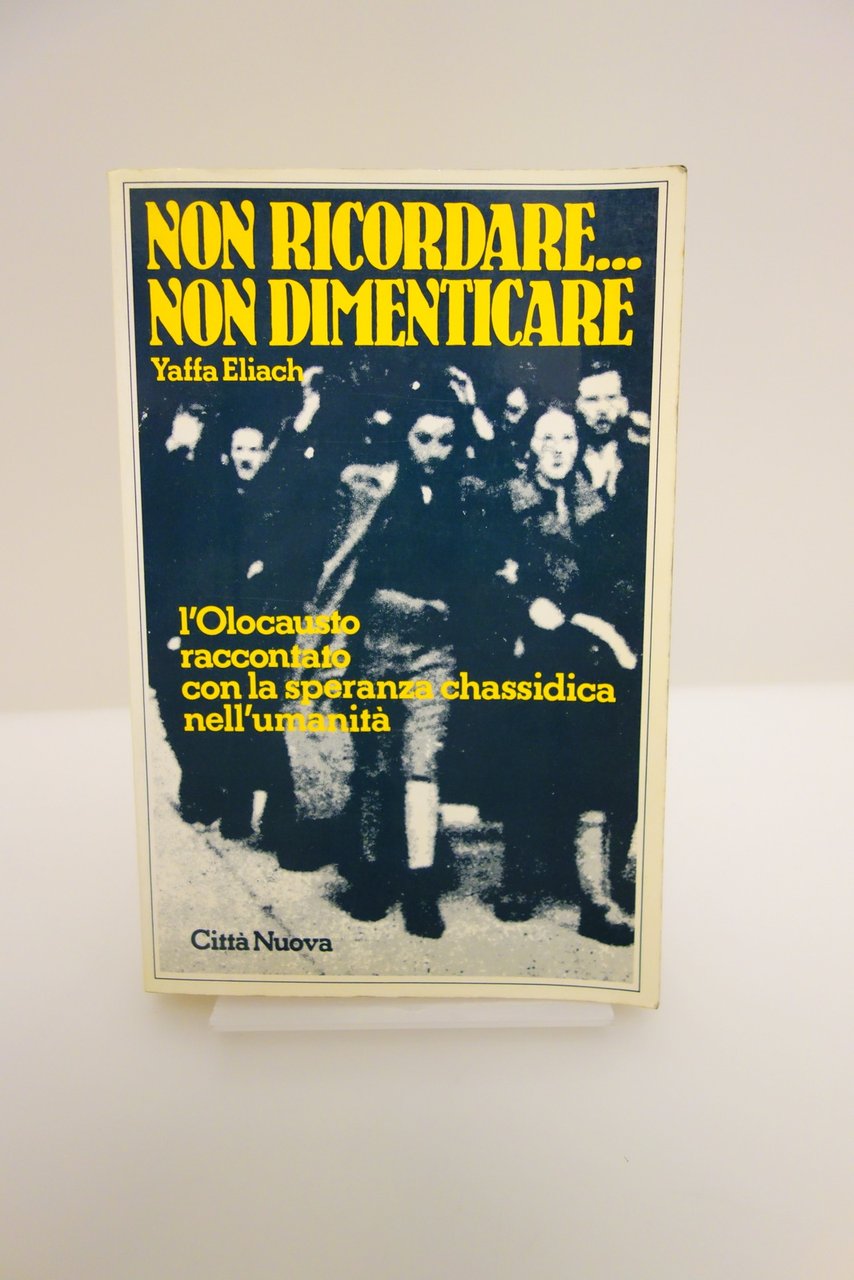 NON RICORDARE...
NON DIMENTICARE
Yaffa Eliach
l'Olocausto
raccontato
con la speranza chassidica
nell'umanità
Città Nuova